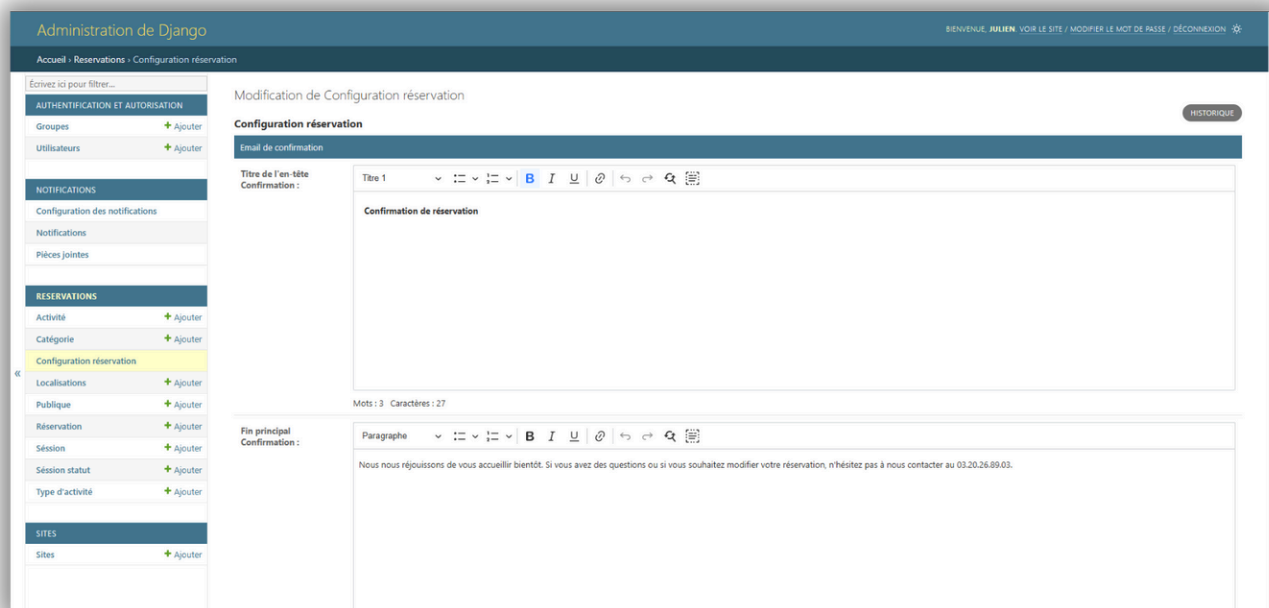 Administration de Django
BIENVENUE, JULIEN. VOIR LE SITE / MODIFIER LE MOT DE PASSE / DÉCONNEXION
Accueil › Reservations › Configuration réservation
Écrivez ici pour filtrer...
AUTHENTIFICATION ET AUTORISATION
Groupes + Ajouter
Utilisateurs + Ajouter
NOTIFICATIONS
Configuration des notifications
Notifications
Pièces jointes
RESERVATIONS
Activité + Ajouter
Catégorie + Ajouter
Configuration réservation
Localisations + Ajouter
Publique + Ajouter
Réservation + Ajouter
Séssion + Ajouter
Séssion statut + Ajouter
Type d'activité + Ajouter
SITES
Sites + Ajouter
«
Modification de Configuration réservation
HISTORIQUE
Configuration réservation
Email de confirmation
Titre de l'en-tête
Confirmation :
Titre 1 B I U
Confirmation de réservation
Mots : 3 Caractères : 27
Fin principal
Confirmation :
Paragraphe B I U
Nous nous réjouissons de vous accueillir bientôt. Si vous avez des questions ou si vous souhaitez modifier votre réservation, n'hésitez pas à nous contacter au 03.20.26.89.03.